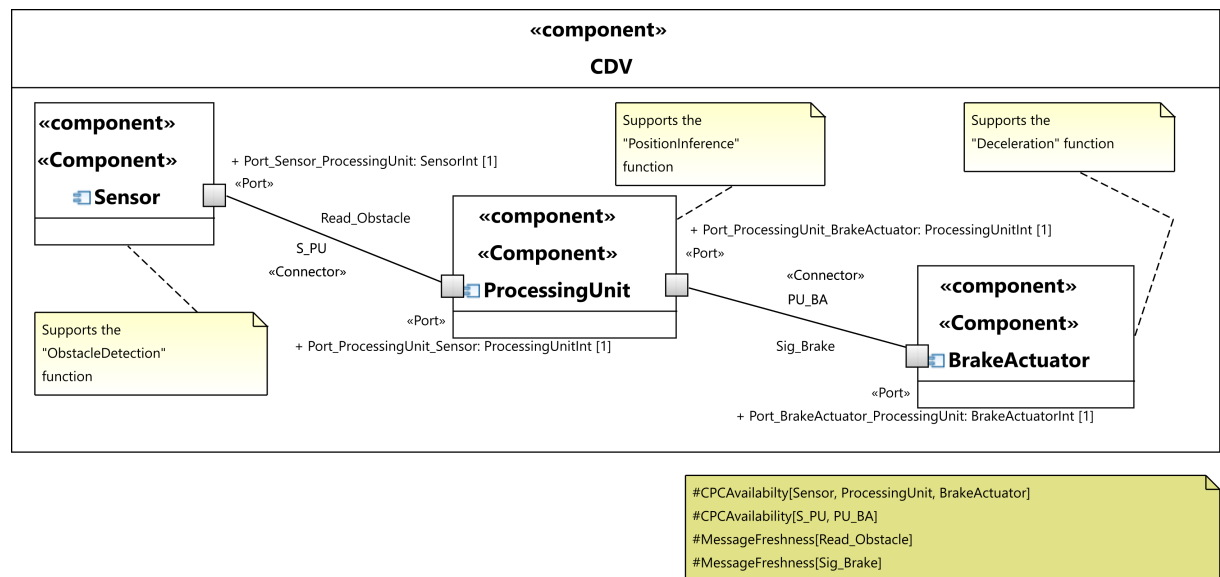 «component»
CDV
«component»
«Component»
Sensor
+ Port_Sensor_ProcessingUnit: SensorInt [1]
«Port»
Read_Obstacle
S_PU
«Connector»
Supports the
"ObstacleDetection"
function
Supports the
"PositionInference"
function
«component»
«Component»
ProcessingUnit
«Port»
+ Port_ProcessingUnit_Sensor: ProcessingUnitInt [1]
+ Port_ProcessingUnit_BrakeActuator: ProcessingUnitInt [1]
«Port»
«Connector»
PU_BA
Sig_Brake
Supports the
"Deceleration" function
«component»
«Component»
BrakeActuator
«Port»
+ Port_BrakeActuator_ProcessingUnit: BrakeActuatorInt [1]
#CPCAvailabilty[Sensor, ProcessingUnit, BrakeActuator]
#CPCAvailability[S_PU, PU_BA]
#MessageFreshness[Read_Obstacle]
#MessageFreshness[Sig_Brake]